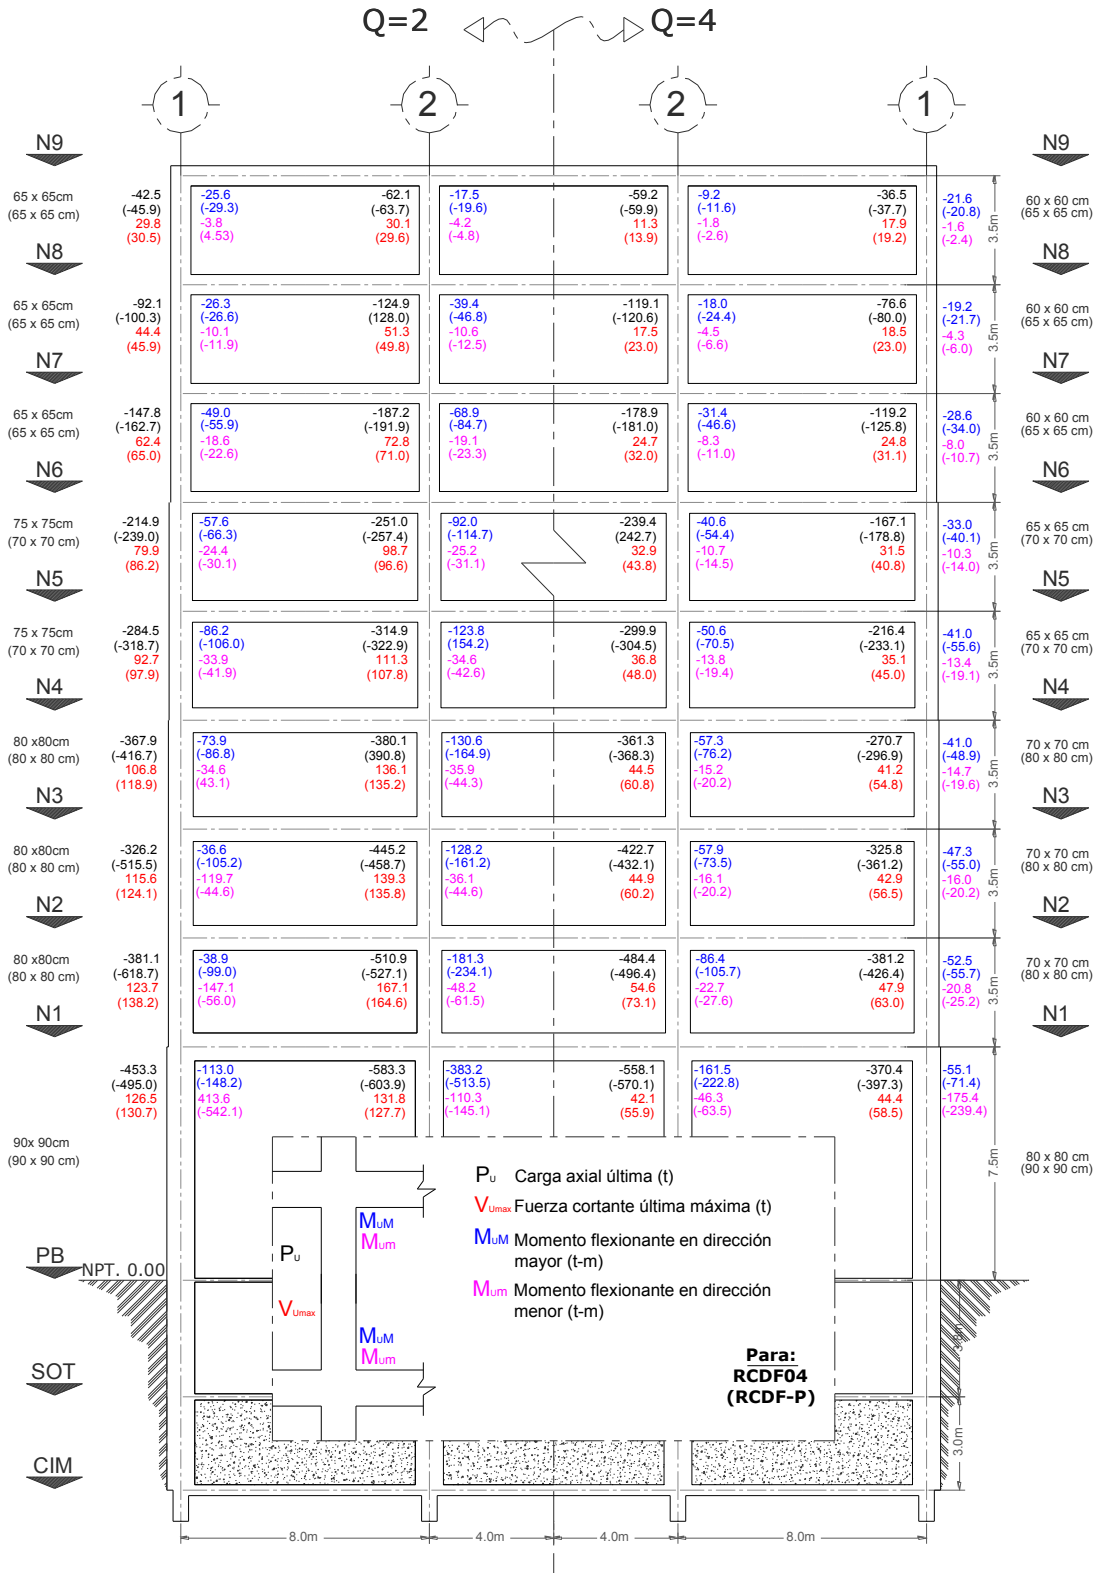 Q=2 Q=4
1 2 2 1
N9 N9
65 x 65cm -42.5 -25.6 -62.1 -17.5 -59.2 -9.2 -36.5 -21.6 60 x 60 cm
(65 x 65 cm) (-45.9) (-29.3) (-63.7) (-19.6) (-59.9) (-11.6) (-37.7) (-20.8) (65 x 65 cm)
29.8 -3.8 30.1 -4.2 11.3 -1.8 17.9 -1.6
(30.5) (4.53) (29.6) (-4.8) (13.9) (-2.6) (19.2) (-2.4)
3.5m
N8 N8
65 x 65cm -92.1 -26.3 -124.9 -39.4 -119.1 -18.0 -76.6 -19.2 60 x 60 cm
(65 x 65 cm) (-100.3) (-26.6) (128.0) (-46.8) (-120.6) (-24.4) (-80.0) (-21.7) (65 x 65 cm)
44.4 -10.1 51.3 -10.6 17.5 -4.5 18.5 -4.3
(45.9) (-11.9) (49.8) (-12.5) (23.0) (-6.6) (23.0) (-6.0)
3.5m
N7 N7
65 x 65cm -147.8 -49.0 -187.2 -68.9 -178.9 -31.4 -119.2 -28.6 60 x 60 cm
(65 x 65 cm) (-162.7) (-55.9) (-191.9) (-84.7) (-181.0) (-46.6) (-125.8) (-34.0) (65 x 65 cm)
62.4 -18.6 72.8 -19.1 24.7 -8.3 24.8 -8.0
(65.0) (-22.6) (71.0) (-23.3) (32.0) (-11.0) (31.1) (-10.7)
3.5m
N6 N6
75 x 75cm -214.9 -57.6 -251.0 -92.0 -239.4 -40.6 -167.1 -33.0 65 x 65 cm
(70 x 70 cm) (-239.0) (-66.3) (-257.4) (-114.7) (242.7) (-54.4) (-178.8) (-40.1) (70 x 70 cm)
79.9 -24.4 98.7 -25.2 32.9 -10.7 31.5 -10.3
(86.2) (-30.1) (96.6) (-31.1) (43.8) (-14.5) (40.8) (-14.0)
3.5m
N5 N5
75 x 75cm -284.5 -86.2 -314.9 -123.8 -299.9 -50.6 -216.4 -41.0 65 x 65 cm
(70 x 70 cm) (-318.7) (-106.0) (-322.9) (154.2) (-304.5) (-70.5) (-233.1) (-55.6) (70 x 70 cm)
92.7 -33.9 111.3 -34.6 36.8 -13.8 35.1 -13.4
(97.9) (-41.9) (107.8) (-42.6) (48.0) (-19.4) (45.0) (-19.1)
3.5m
N4 N4
80 x80cm -367.9 -73.9 -380.1 -130.6 -361.3 -57.3 -270.7 -41.0 70 x 70 cm
(80 x 80 cm) (-416.7) (-86.8) (390.8) (-164.9) (-368.3) (-76.2) (-296.9) (-48.9) (80 x 80 cm)
106.8 -34.6 136.1 -35.9 44.5 -15.2 41.2 -14.7
(118.9) (43.1) (135.2) (-44.3) (60.8) (-20.2) (54.8) (-19.6)
3.5m
N3 N3
80 x80cm -326.2 -36.6 -445.2 -128.2 -422.7 -57.9 -325.8 -47.3 70 x 70 cm
(80 x 80 cm) (-515.5) (-105.2) (-458.7) (-161.2) (-432.1) (-73.5) (-361.2) (-55.0) (80 x 80 cm)
115.6 -119.7 139.3 -36.1 44.9 -16.1 42.9 -16.0
(124.1) (-44.6) (135.8) (-44.6) (60.2) (-20.2) (56.5) (-20.2)
3.5m
N2 N2
80 x80cm -381.1 -38.9 -510.9 -181.3 -484.4 -86.4 -381.2 -52.5 70 x 70 cm
(80 x 80 cm) (-618.7) (-99.0) (-527.1) (-234.1) (-496.4) (-105.7) (-426.4) (-55.7) (80 x 80 cm)
123.7 -147.1 167.1 -48.2 54.6 -22.7 47.9 -20.8
(138.2) (-56.0) (164.6) (-61.5) (73.1) (-27.6) (63.0) (-25.2)
3.5m
N1 N1
-453.3 -113.0 -583.3 -383.2 -558.1 -161.5 -370.4 -55.1
(-495.0) (-148.2) (-603.9) (-513.5) (-570.1) (-222.8) (-397.3) (-71.4)
126.5 413.6 131.8 -110.3 42.1 -46.3 44.4 -175.4
(130.7) (-542.1) (127.7) (-145.1) (55.9) (-63.5) (58.5) (-239.4)
90x 90cm 80 x 80 cm
(90 x 90 cm) (90 x 90 cm)
7.5m
PU Carga axial última (t)
VUmax Fuerza cortante última máxima (t)
MUM Momento flexionante en dirección
mayor (t-m)
MUm Momento flexionante en dirección
menor (t-m)
MUM
MUm
PU
VUmax
MUM
MUm
Para:
RCDF04
(RCDF-P)
PB
NPT. 0.00
SOT
3.0m
CIM
8.0m 4.0m 4.0m 8.0m